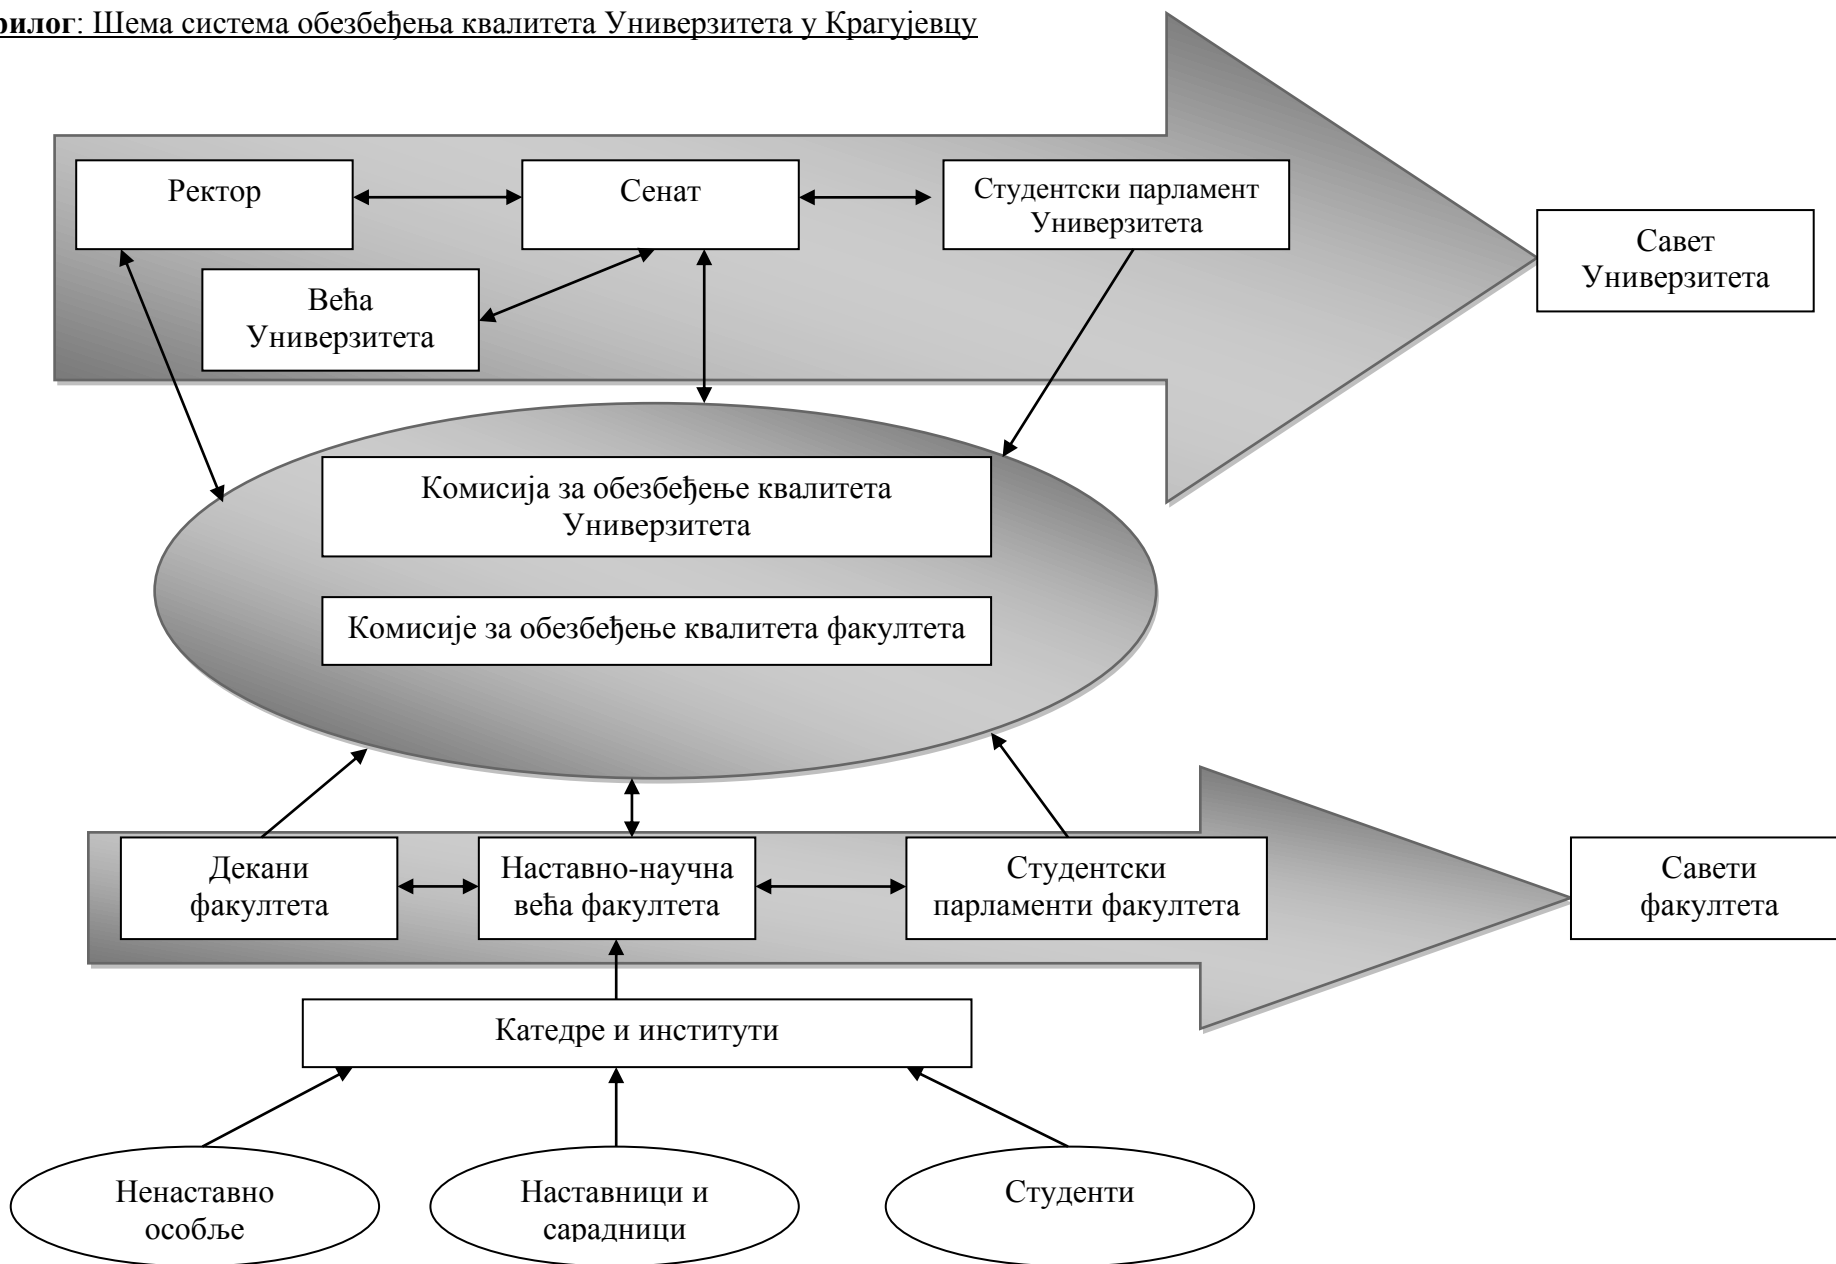 рилог: Шема система обезбеђења квалитета Универзитета у Крагујевцу
Ректор
Сенат
Студентски парламент
Универзитета
Већа
Универзитета
Савет
Универзитета
Комисија за обезбеђење квалитета
Универзитета
Комисије за обезбеђење квалитета факултета
Декани
факултета
Наставно-научна
већа факултета
Студентски
парламенти факултета
Савети
факултета
Катедре и институти
Ненаставно
особље
Наставници и
сарадници
Студенти